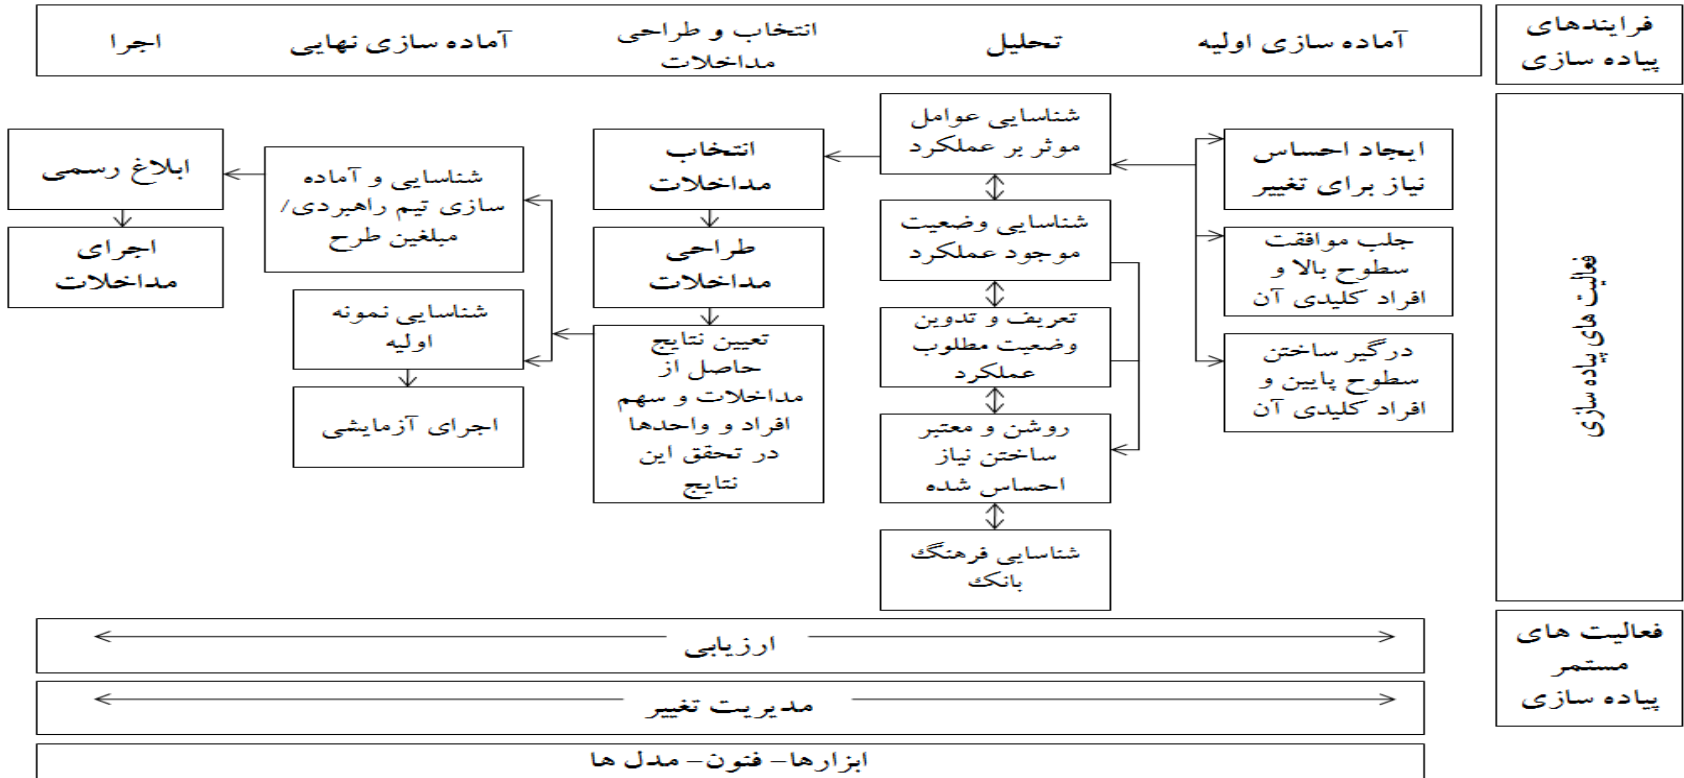 فرایندهای
پیاده سازی
آماده سازی اولیه
تحلیل
انتخاب و طراحی
مداخلات
آماده سازی نهایی
اجرا
فعالیت های پیاده سازی
ایجاد احساس
نیاز برای تغییر
جلب موافقت
سطوح بالا و
افراد کلیدی آن
درگیر ساختن
سطوح پایین و
افراد کلیدی آن
شناسایی عوامل
موثر بر عملکرد
شناسایی وضعیت
موجود عملکرد
تعریف و تدوین
وضعیت مطلوب
عملکرد
روشن و معتبر
ساختن نیاز
احساس شده
شناسایی فرهنگ
بانک
انتخاب
مداخلات
طراحی
مداخلات
تعیین نتایج
حاصل از
مداخلات و سهم
افراد و واحدها
در تحقق این
نتایج
شناسایی و آماده
سازی تیم راهبردی/
مبلغین طرح
شناسایی نمونه
اولیه
اجرای آزمایشی
ابلاغ رسمی
اجرای
مداخلات
فعالیت های
مستمر
پیاده سازی
ارزیابی
مدیریت تغییر
ابزارها- فنون- مدل ها